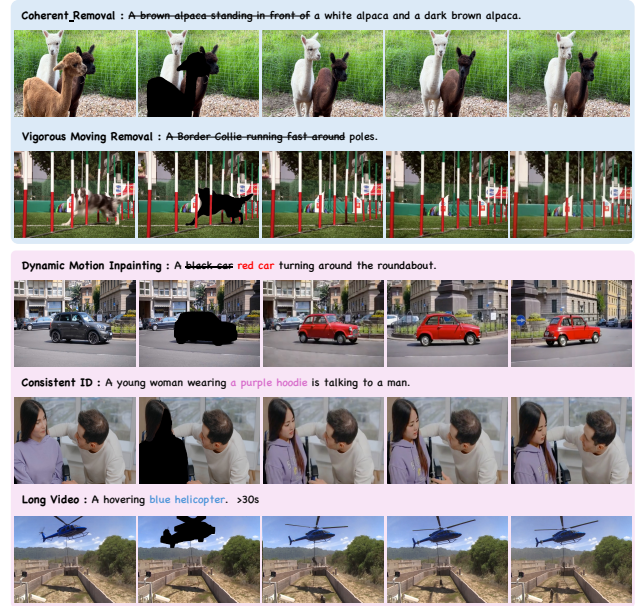 Coherent_Removal : A brown alpaca standing in front of a white alpaca and a dark brown alpaca.
Vigorous Moving Removal : A Border Collie running fast around poles.
Dynamic Motion Inpainting : A black car red car turning around the roundabout.
Consistent ID : A young woman wearing a purple hoodie is talking to a man.
Long Video : A hovering blue helicopter. >30s